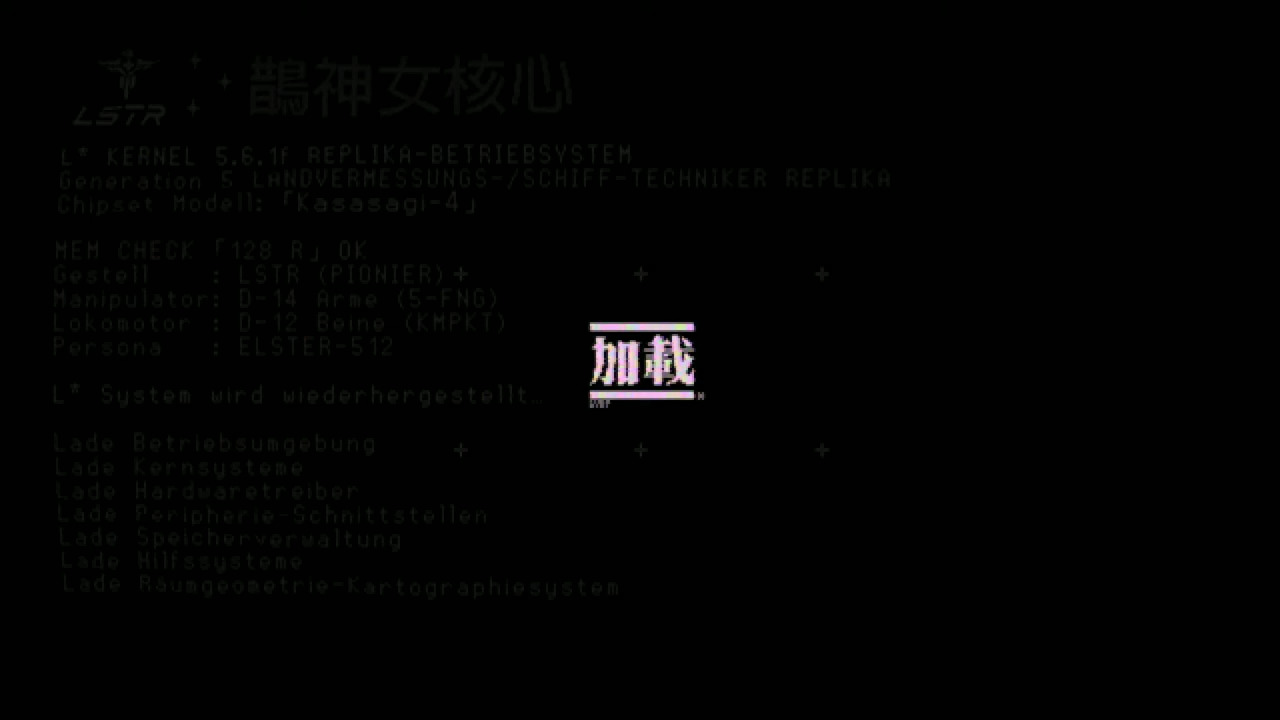 LSTR
鵲神女核心
L* KERNEL 5.6.1f REPLIKA-BETRIEBSYSTEM
Generation 5 LANDVERMESSUNGS-/SCHIFF-TECHNIKER REPLIKA
Chipset Modell: 「Kasasagi-4」
MEM CHECK 「128 R」 OK
Gestell : LSTR (PIONIER)
Manipulator: D-14 Arme (5-FNG)
Lokomotor : D-12 Beine (KMPKT)
Persona : ELSTER-512
加載
L* System wird wiederhergestellt…
Lade Betriebsumgebung
Lade Kernsysteme
Lade Hardwaretreiber
Lade Peripherie-Schnittstellen
Lade Speicherverwaltung
Lade Hilfssysteme
Lade Raumgeometrie-Kartographiesystem